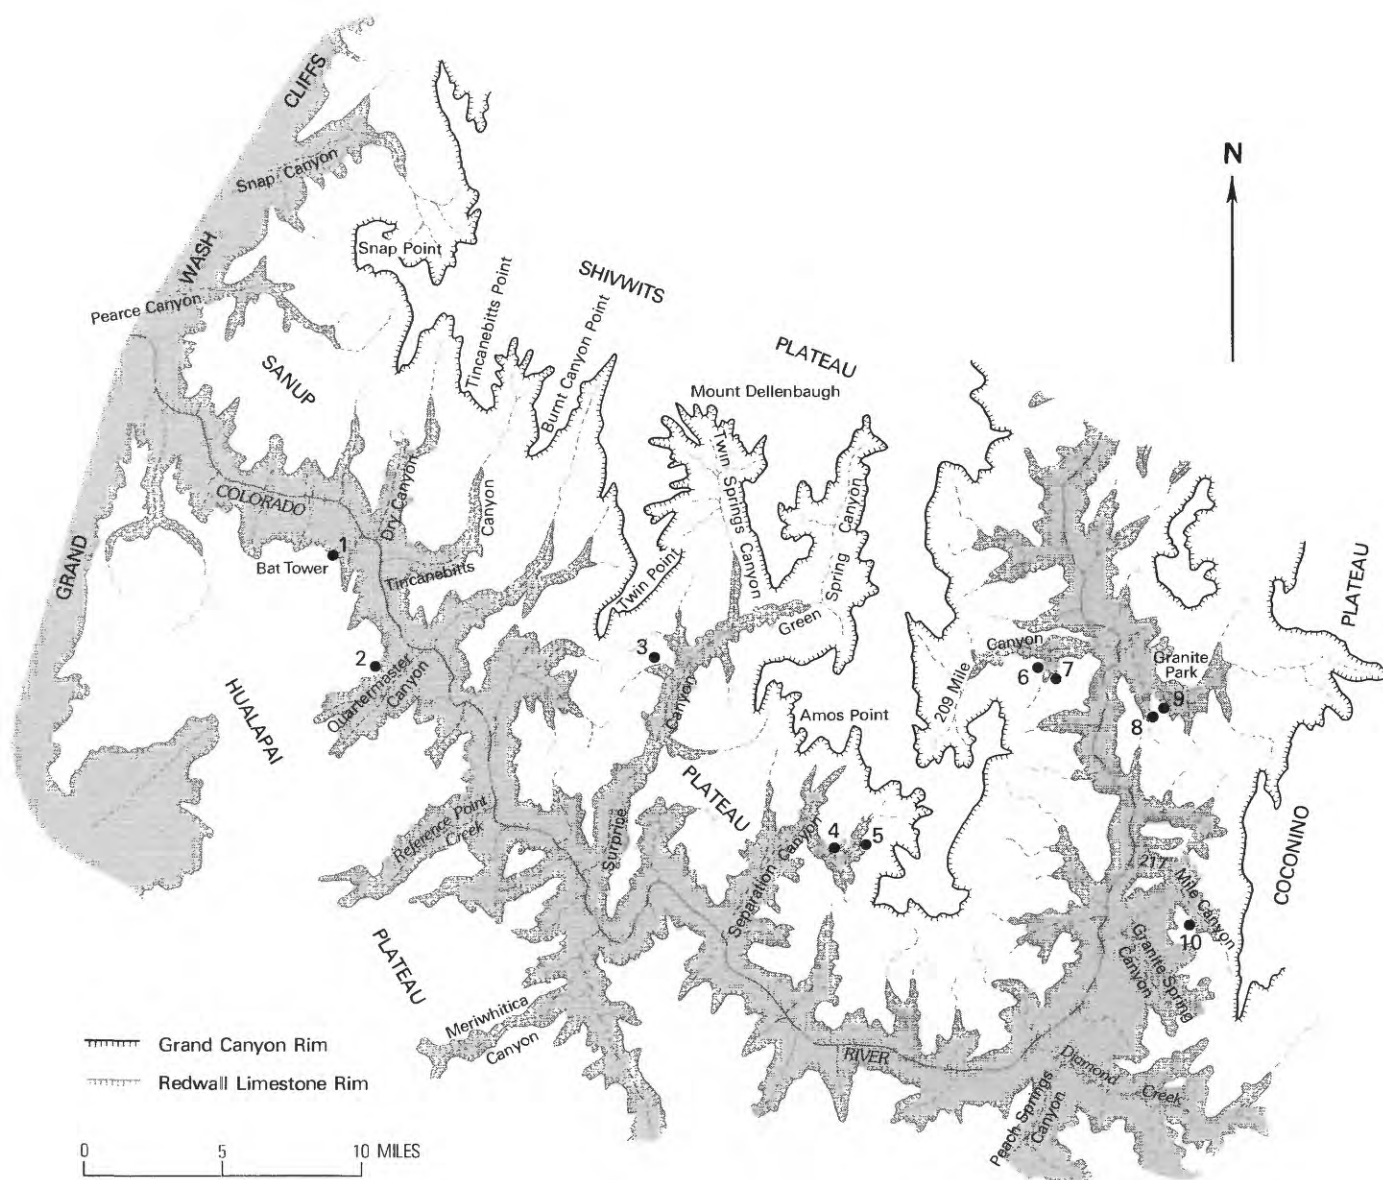 CLIFFS
Snap Canyon
N
Snap Point
WASH
SHIVWITS
Tincanebitts Point
Pearce Canyon
Burnt Canyon Point
PLATEAU
SANUP
Mount Dellenbaugh
Twin Springs Canyon
COLORADO
Dry Canyon
Canyon
Spring Canyon
1
Bat Tower
Tincanebitts
GRAND
Twin Point
Green
PLATEAU
Canyon
3
2
6
7
Granite
Park
Quartermaster
Canyon
HUALAPAI
Canyon
209 Mile
Amos Point
9
8
PLATEAU
Reference Point
Creek
Surprise
Separation Canyon
4
5
217
Mile Canyon
COCONINO
10
PLATEAU
Granite Spring
Canyon
Meriwhitica
Canyon
Grand Canyon Rim
RIVER
Diamond
Creek
Redwall Limestone Rim
Peach Springs
Canyon
0 5 10 MILES